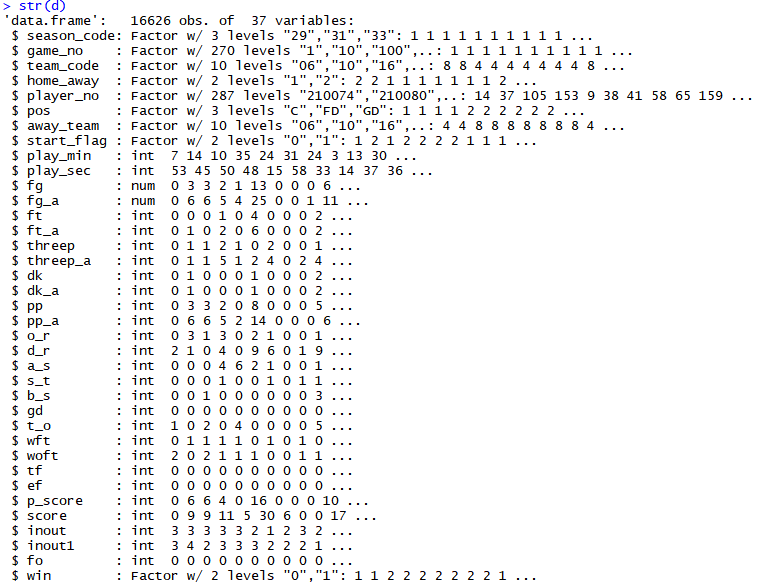 > str(d)
'data.frame':   16626 obs. of  37 variables:
 $ season_code: Factor w/ 3 levels "29","31","33": 1 1 1 1 1 1 1 1 1 1 ...
 $ game_no    : Factor w/ 270 levels "1","10","100",..: 1 1 1 1 1 1 1 1 1 1 ...
 $ team_code  : Factor w/ 10 levels "06","10","16",..: 8 8 4 4 4 4 4 4 4 8 ...
 $ home_away  : Factor w/ 2 levels "1","2": 2 2 1 1 1 1 1 1 1 2 ...
 $ player_no  : Factor w/ 287 levels "210074","210080",..: 14 37 105 153 9 38 41 58 65 159 ...
 $ pos        : Factor w/ 3 levels "C","FD","GD": 1 1 1 1 2 2 2 2 2 2 ...
 $ away_team  : Factor w/ 10 levels "06","10","16",..: 4 4 8 8 8 8 8 8 8 4 ...
 $ start_flag : Factor w/ 2 levels "0","1": 1 2 1 2 2 2 2 1 1 1 ...
 $ play_min   : int  7 14 10 35 24 31 24 3 13 30 ...
 $ play_sec   : int  53 45 50 48 15 58 33 14 37 36 ...
 $ fg         : num  0 3 3 2 1 13 0 0 0 6 ...
 $ fg_a       : num  0 6 6 5 4 25 0 0 1 11 ...
 $ ft         : int  0 0 0 1 0 4 0 0 0 2 ...
 $ ft_a       : int  0 1 0 2 0 6 0 0 0 2 ...
 $ threep     : int  0 1 1 2 1 0 2 0 0 1 ...
 $ threep_a   : int  0 1 1 5 1 2 4 0 2 4 ...
 $ dk         : int  0 1 0 0 0 1 0 0 0 2 ...
 $ dk_a       : int  0 1 0 0 0 1 0 0 0 2 ...
 $ pp         : int  0 3 3 2 0 8 0 0 0 5 ...
 $ pp_a       : int  0 6 6 5 2 14 0 0 0 6 ...
 $ o_r        : int  0 3 1 3 0 2 1 0 0 1 ...
 $ d_r        : int  2 1 0 4 0 9 6 0 1 9 ...
 $ a_s        : int  0 0 0 4 6 2 1 0 0 1 ...
 $ s_t        : int  0 0 0 1 0 0 1 0 1 1 ...
 $ b_s        : int  0 0 1 0 0 0 0 0 0 3 ...
 $ gd         : int  0 0 0 0 0 0 0 0 0 0 ...
 $ t_o        : int  1 0 2 0 4 0 0 0 0 5 ...
 $ wft        : int  0 1 1 1 1 0 1 0 1 0 ...
 $ woft       : int  2 0 2 1 1 1 0 0 1 1 ...
 $ tf         : int  0 0 0 0 0 0 0 0 0 0 ...
 $ ef         : int  0 0 0 0 0 0 0 0 0 0 ...
 $ p_score    : int  0 6 6 4 0 16 0 0 0 10 ...
 $ score      : int  0 9 9 11 5 30 6 0 0 17 ...
 $ inout      : int  3 3 3 3 3 2 1 2 3 2 ...
 $ inout1     : int  3 4 2 3 3 3 2 2 2 1 ...
 $ fo         : int  0 0 0 0 0 0 0 0 0 0 ...
 $ win        : Factor w/ 2 levels "0","1": 1 1 2 2 2 2 2 2 2 1 ...